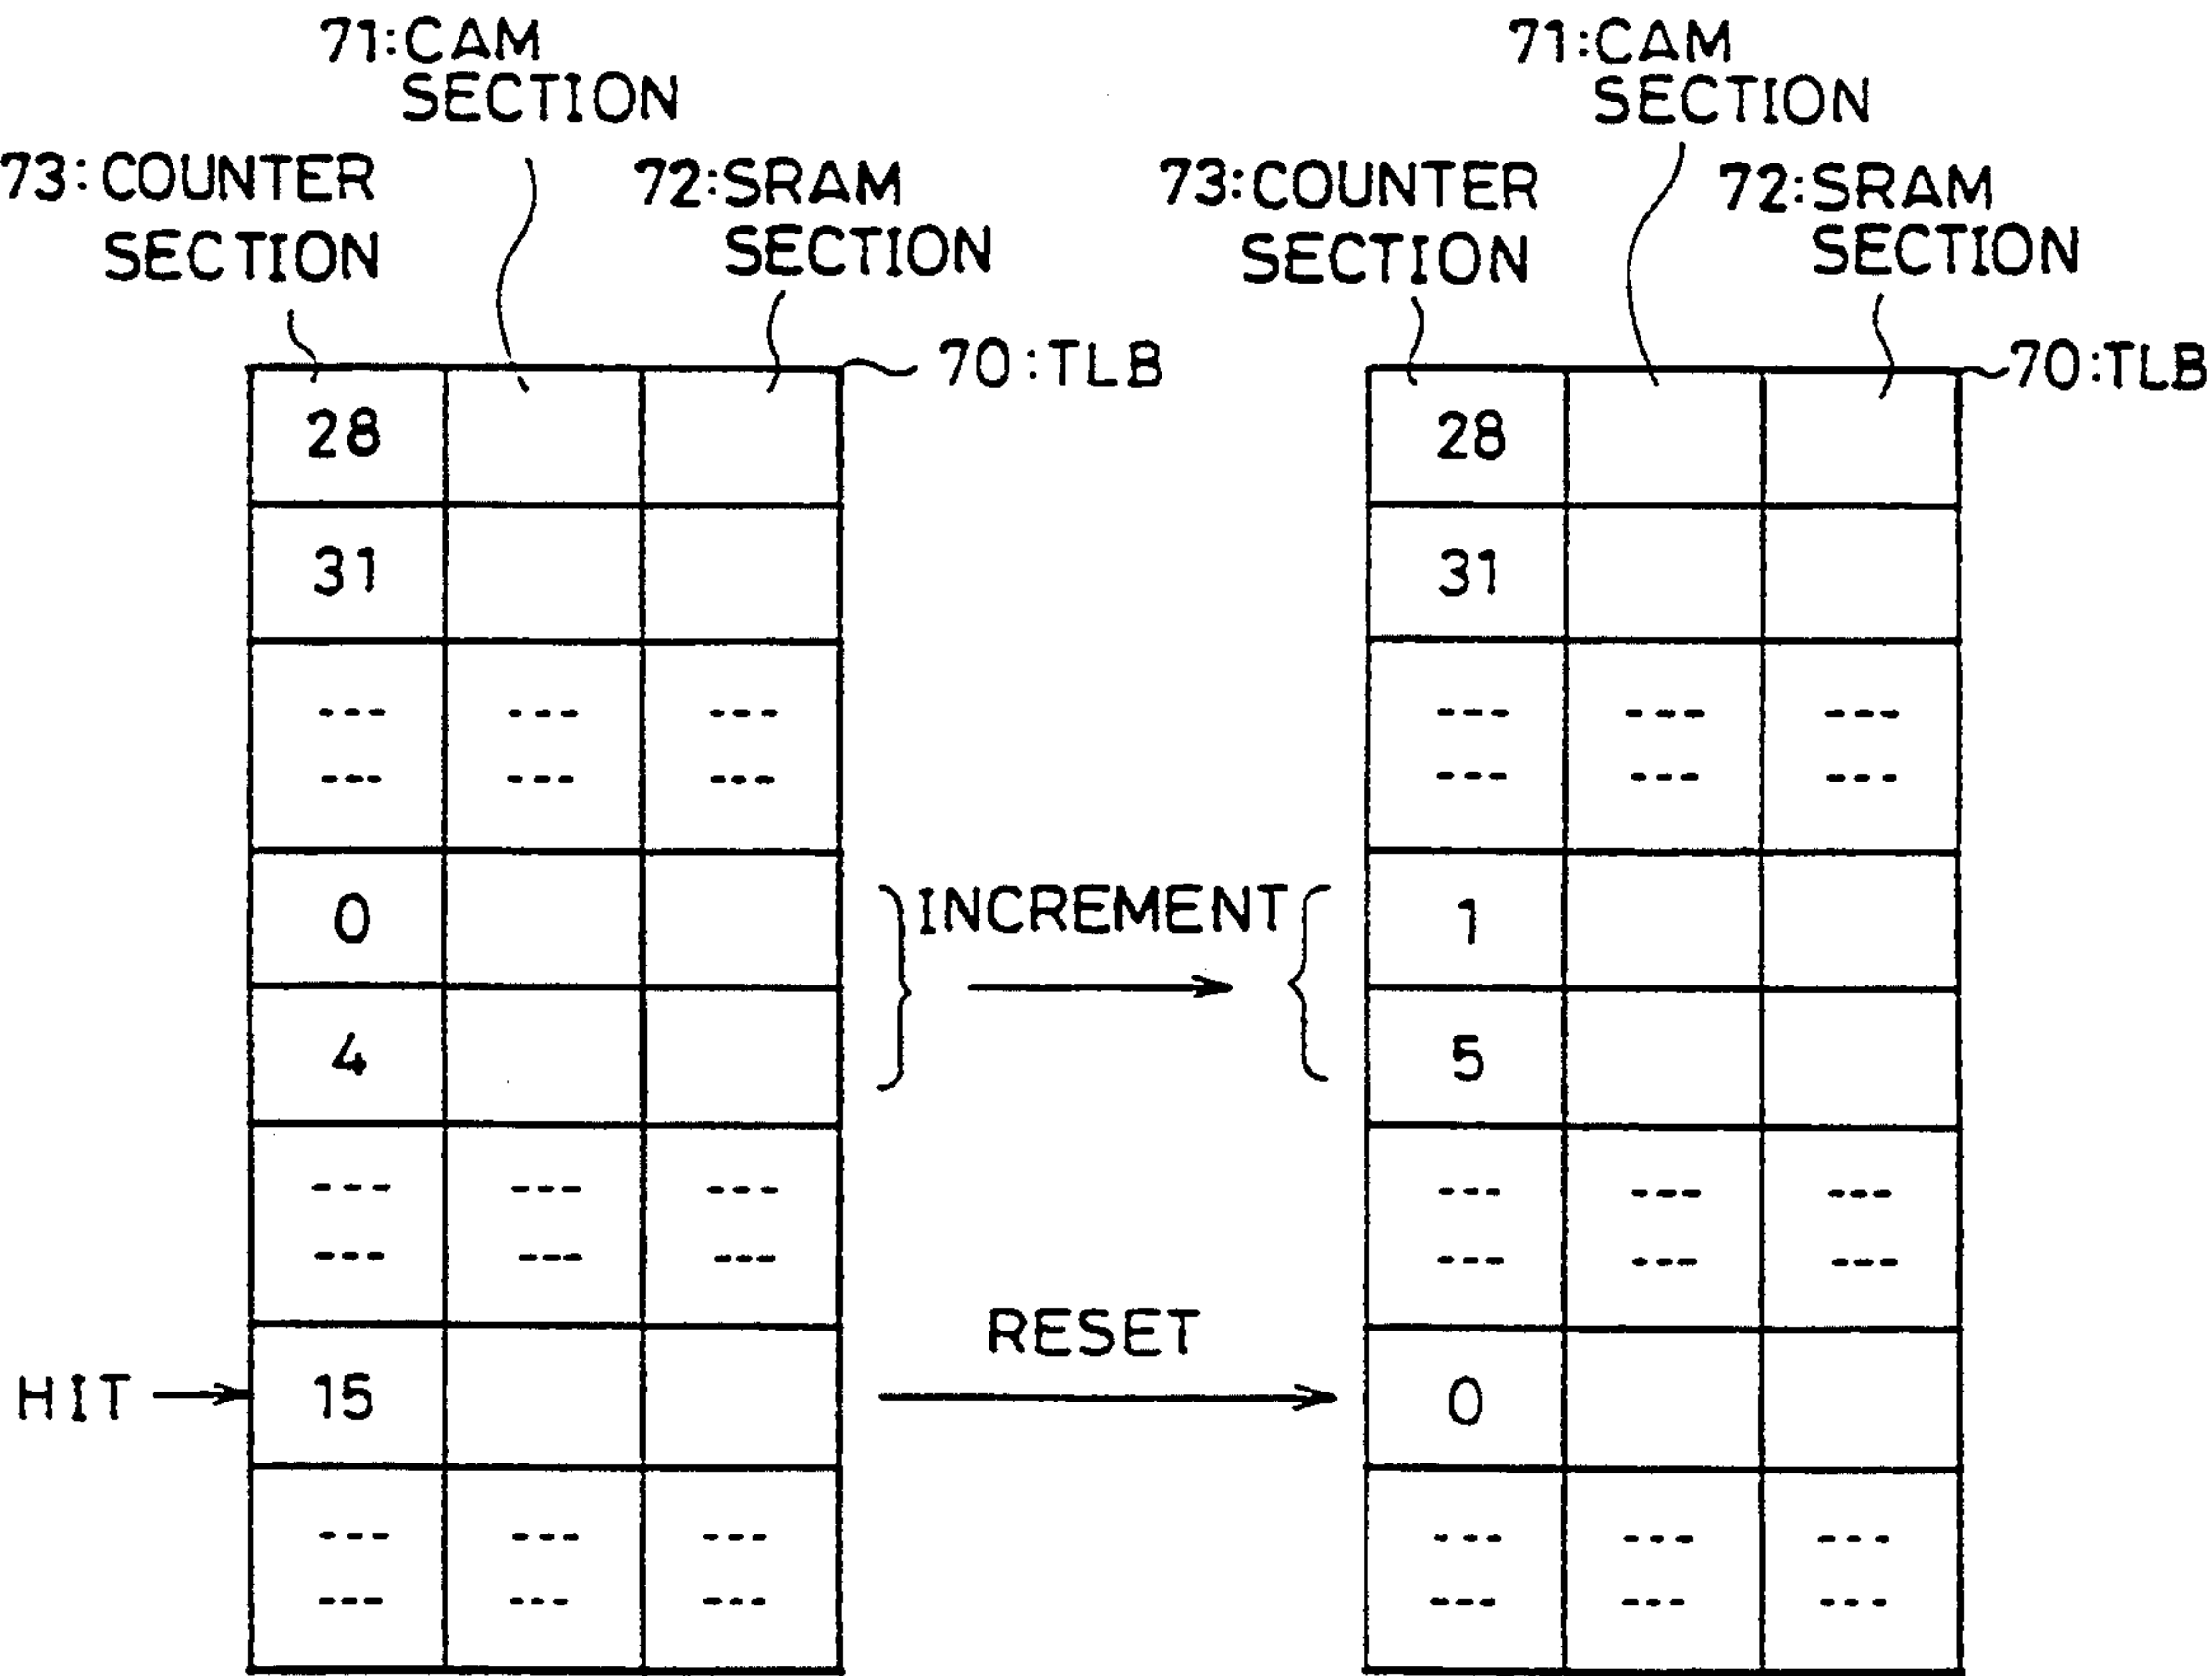 71:CAM
SECTION
73:COUNTER
SECTION
72:SRAM
SECTION
70:TLB
28
31
--- --- ---
--- --- ---
0
4
--- --- ---
--- --- ---
HIT
15
--- --- ---
--- --- ---
INCREMENT
RESET
71:CAM
SECTION
73:COUNTER
SECTION
72:SRAM
SECTION
70:TLB
28
31
--- --- ---
--- --- ---
1
5
--- --- ---
--- --- ---
0
--- --- ---
--- --- ---